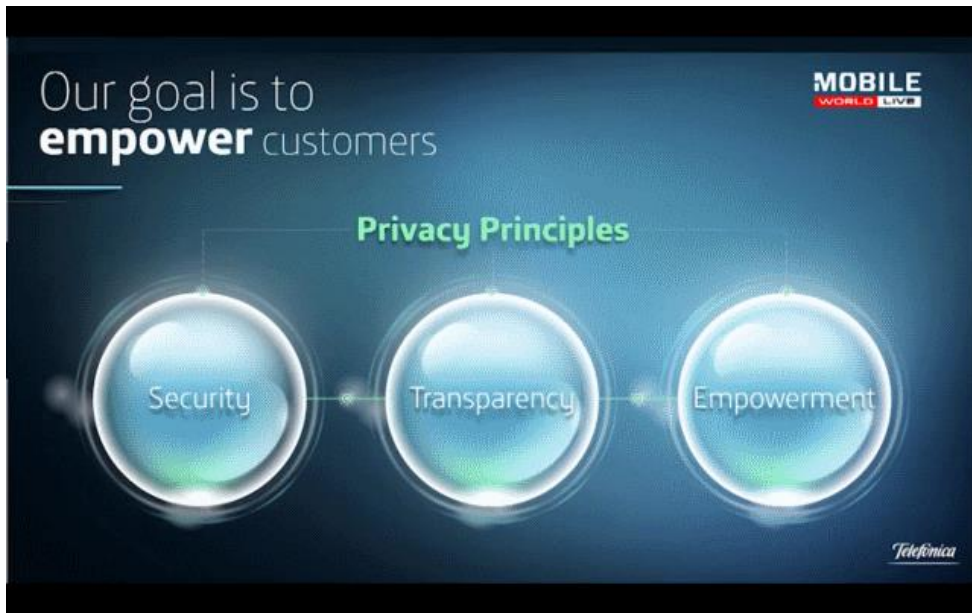 Our goal is to
empower customers
MOBILE
WORLD LIVE
Privacy Principles
Security
Transparency
Empowerment
Telefónica